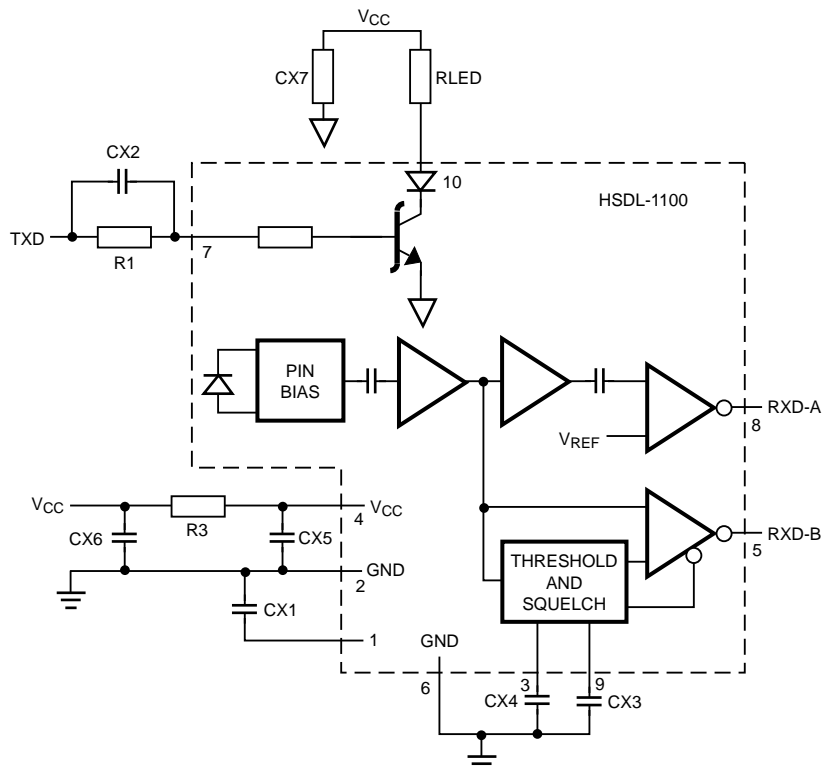 VCC
CX7
RLED
CX2
10
HSDL-1100
TXD
R1
7
PIN
BIAS
RXD-A
8
VREF
VCC
R3
4
VCC
CX6
CX5
RXD-B
5
THRESHOLD
AND
SQUELCH
GND
2
CX1
1
GND
6
3
9
CX4
CX3